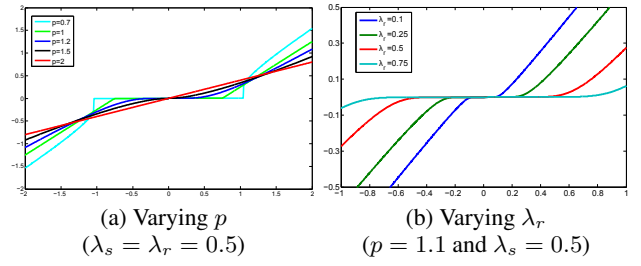 2
1.5
1
0.5
0
−0.5
−1
−1.5
−2
−2 −1.5 −1 −0.5 0 0.5 1 1.5 2
p=0.7
p=1
p=1.2
p=1.5
p=2
(a) Varying p
(λs = λr = 0.5)
0.5
0.3
0.1
0
−0.1
−0.3
−0.5
−1 −0.8 −0.6 −0.4 −0.2 0 0.2 0.4 0.6 0.8 1
λr=0.1
λr=0.25
λr=0.5
λr=0.75
(b) Varying λr
(p = 1.1 and λs = 0.5)